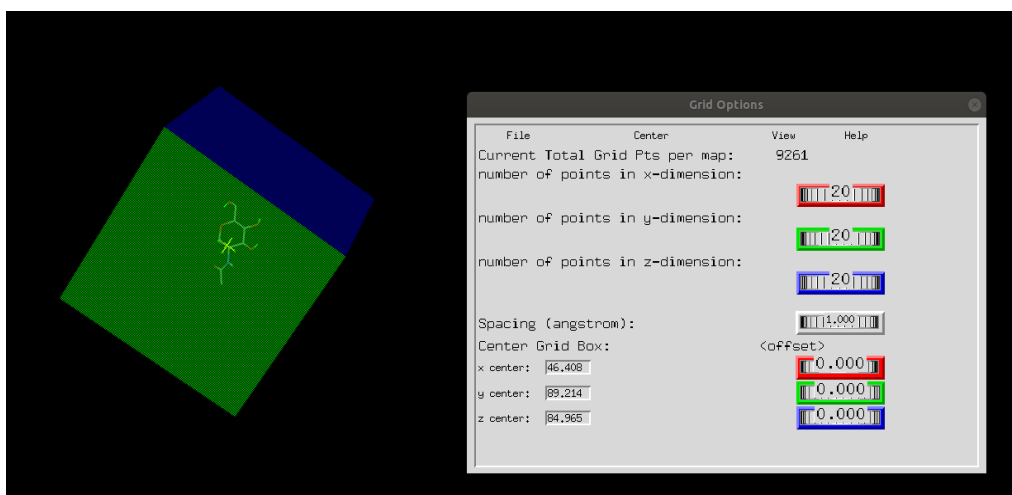 Grid Options
File Center View Help
Current Total Grid Pts per map: 9261
number of points in x-dimension:
20
number of points in y-dimension:
20
number of points in z-dimension:
20
Spacing (angstrom): 1.000
Center Grid Box: <offset>
x center: 46.408 0.000
y center: 89.214 0.000
z center: 84.965 0.000